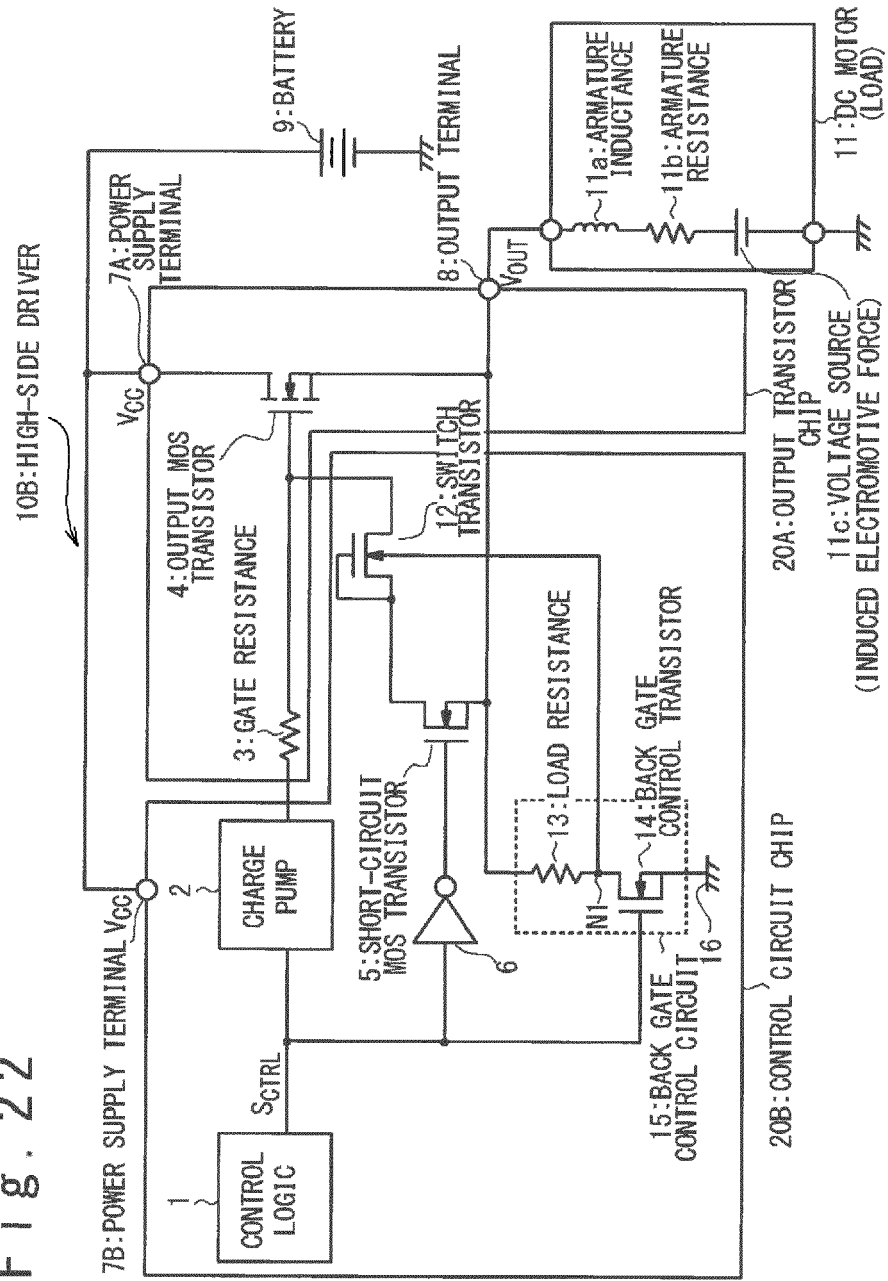 Fig. 22
10B:HIGH-SIDE DRIVER
7B:POWER SUPPLY TERMINAL
VCC
7A:POWER
SUPPLY
TERMINAL
VCC
9:BATTERY
1
CONTROL
LOGIC
SCTRL
2
CHARGE
PUMP
3:GATE RESISTANCE
4:OUTPUT MOS
TRANSISTOR
5:SHORT-CIRCUIT
MOS TRANSISTOR
6
12:SWITCH
TRANSISTOR
8:OUTPUT TERMINAL
VOUT
11a:ARMATURE
INDUCTANCE
11b:ARMATURE
RESISTANCE
11:DC MOTOR
(LOAD)
13:LOAD RESISTANCE
N1
14:BACK GATE
CONTROL TRANSISTOR
15:BACK GATE
CONTROL CIRCUIT
16
20B:CONTROL CIRCUIT CHIP
20A:OUTPUT TRANSISTOR
CHIP
11c:VOLTAGE SOURCE
(INDUCED ELECTROMOTIVE FORCE)